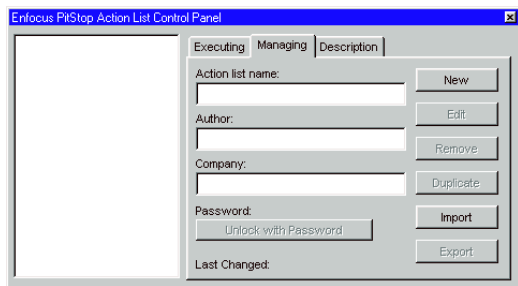 Enfocus PitStop Action List Control Panel
Executing Managing Description
Action list name:
New
Author:
Edit
Remove
Company:
Duplicate
Password:
Import
Unlock with Password
Export
Last Changed: